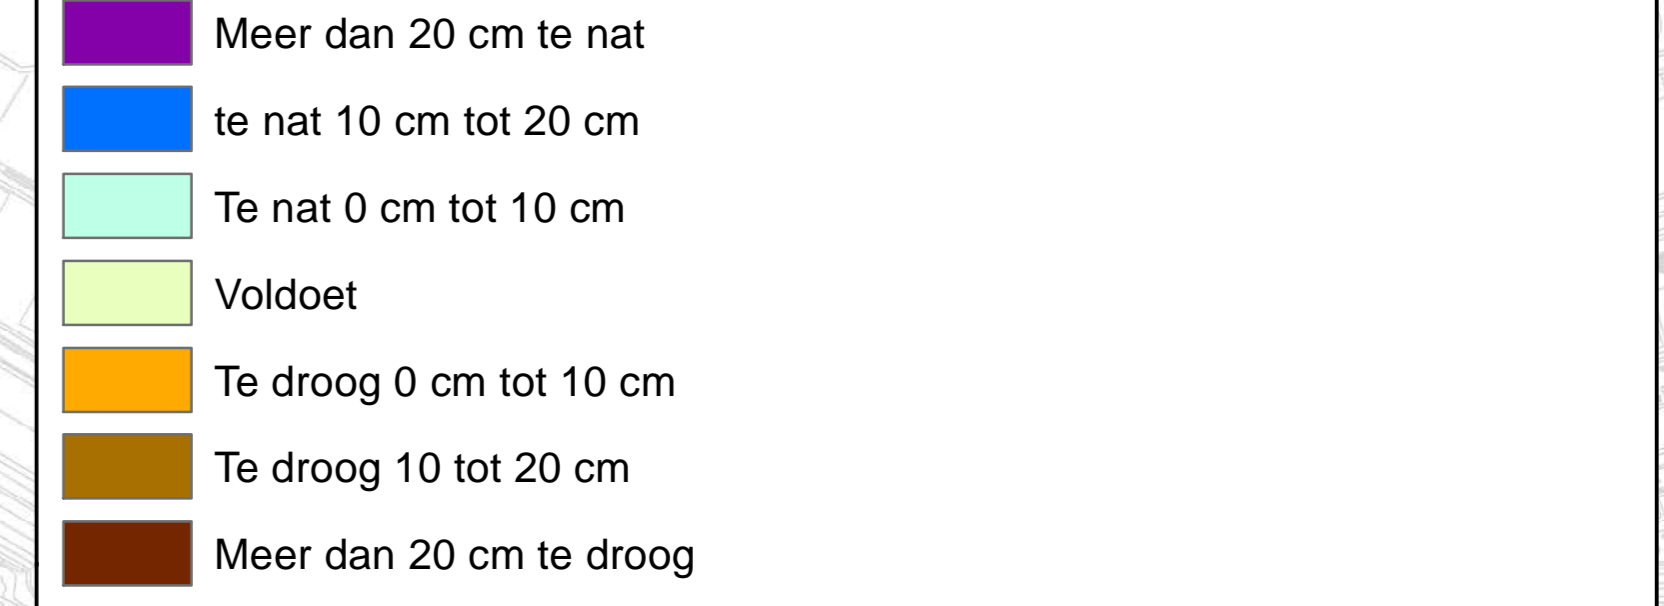 Meer dan 20 cm te nat
te nat 10 cm tot 20 cm
Te nat 0 cm tot 10 cm
Voldoet
Te droog 0 cm tot 10 cm
Te droog 10 tot 20 cm
Meer dan 20 cm te droog